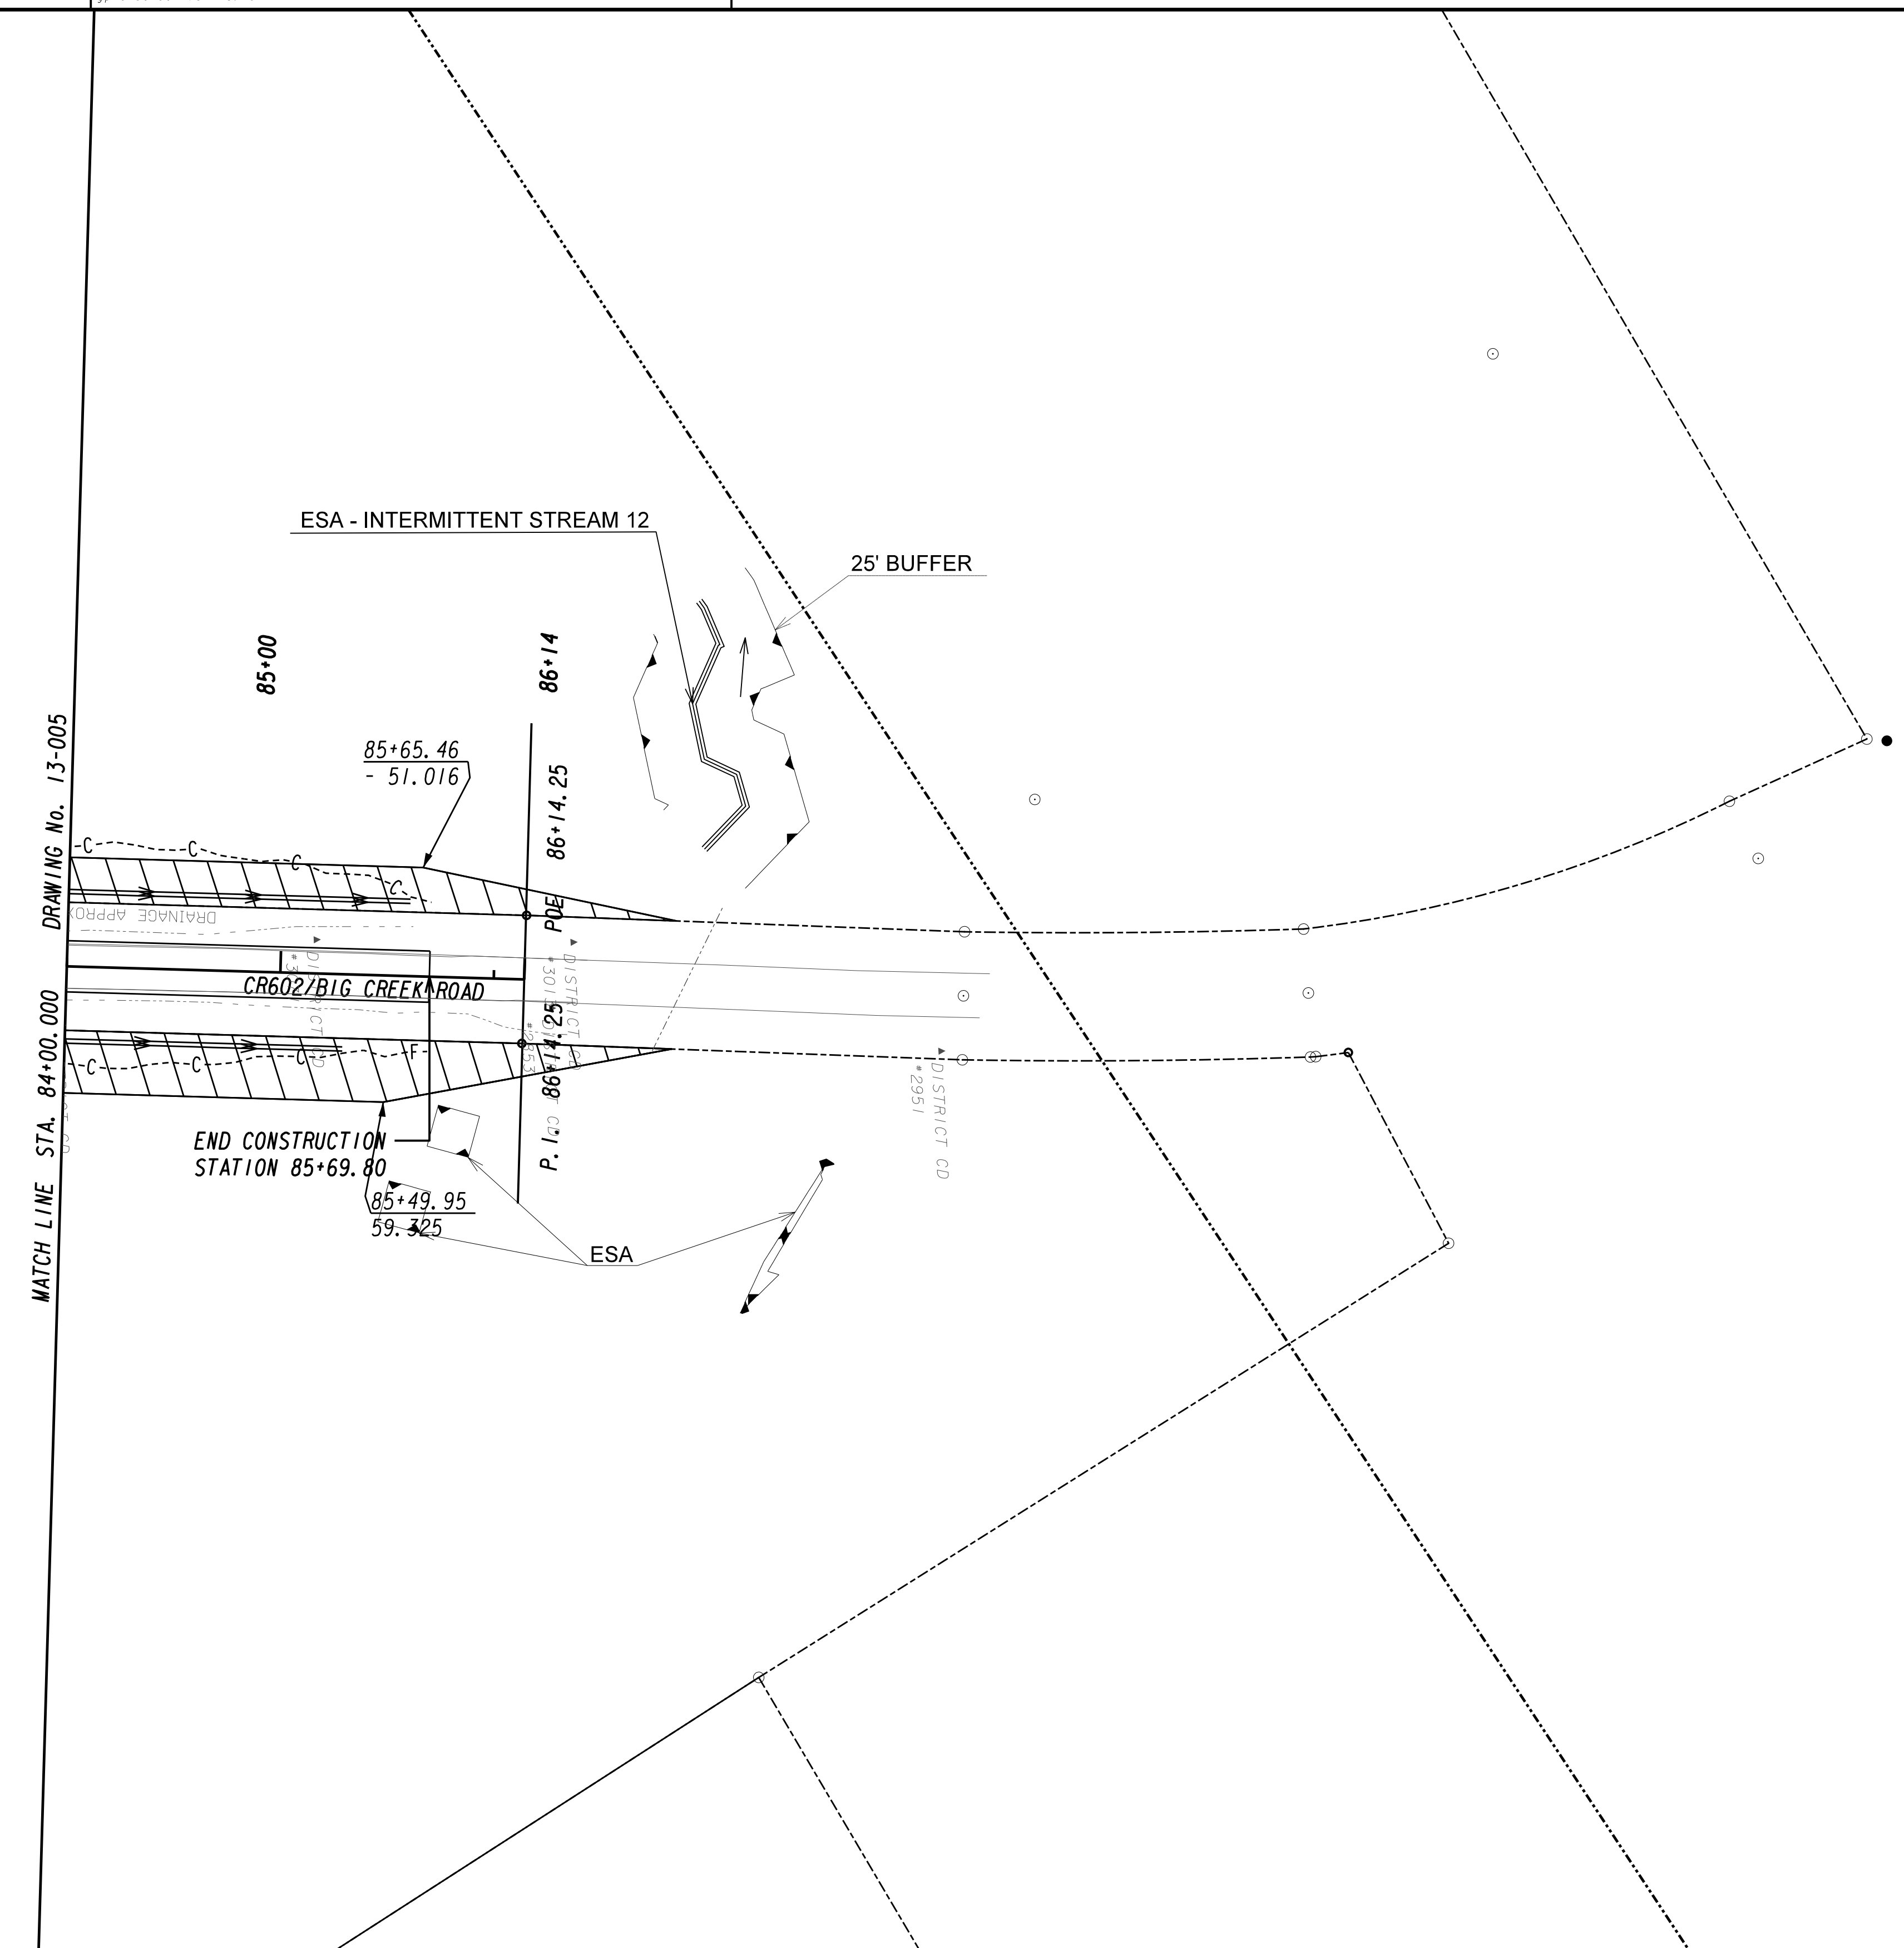 ESA - INTERMITTENT STREAM 12
25' BUFFER
85+00
86+14
DRAWING No. 13-005
85+65.46
- 51.016
86+14.25
POE
C
C
C
C
DRAINAGE APPROX
DISTRICT CD
DISTRICT CD
CR602/BIG CREEK ROAD
MATCH LINE STA. 84+00.000
P.I. 86+14.25
C
C
C
F
DISTRICT CD
#2951
END CONSTRUCTION
STATION 85+69.80
85+49.95
59.325
ESA